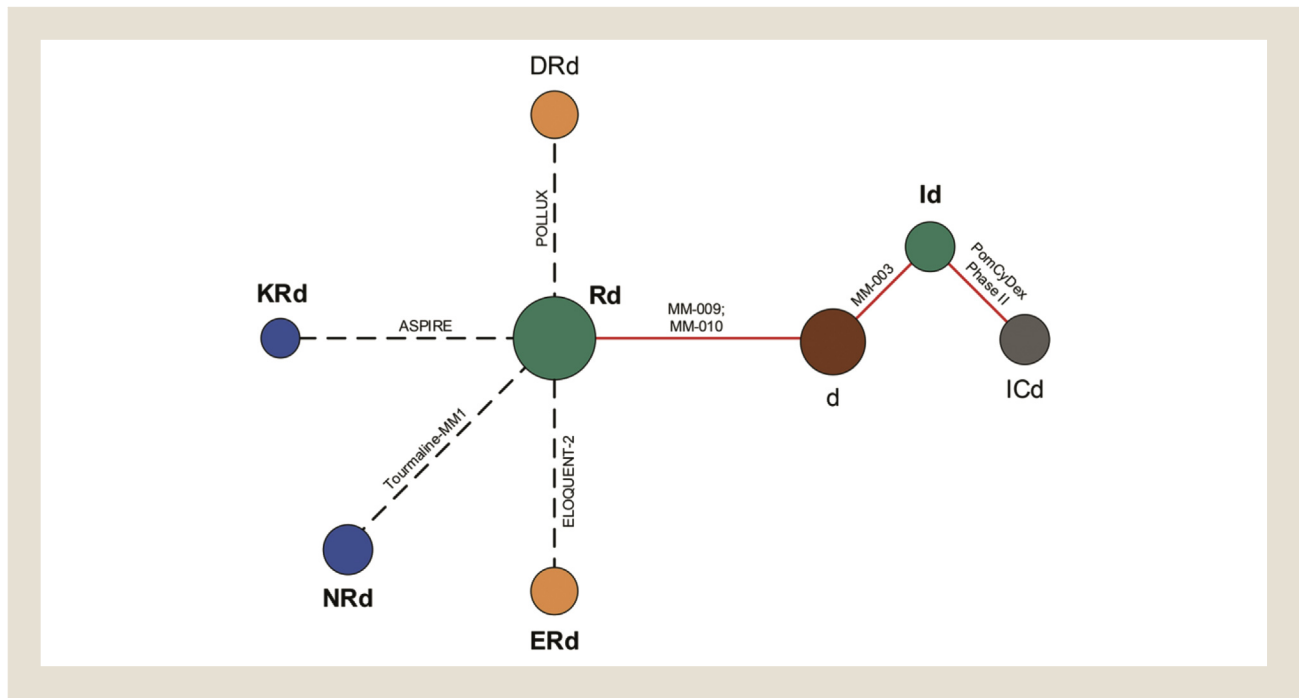 DRd
POLLUX
Id
PomCyDex
Phase II
MM-003
KRd
ASPIRE
Rd
MM-009;
MM-010
d
ICd
Tourmaline-MM1
ELOQUENT-2
NRd
ERd